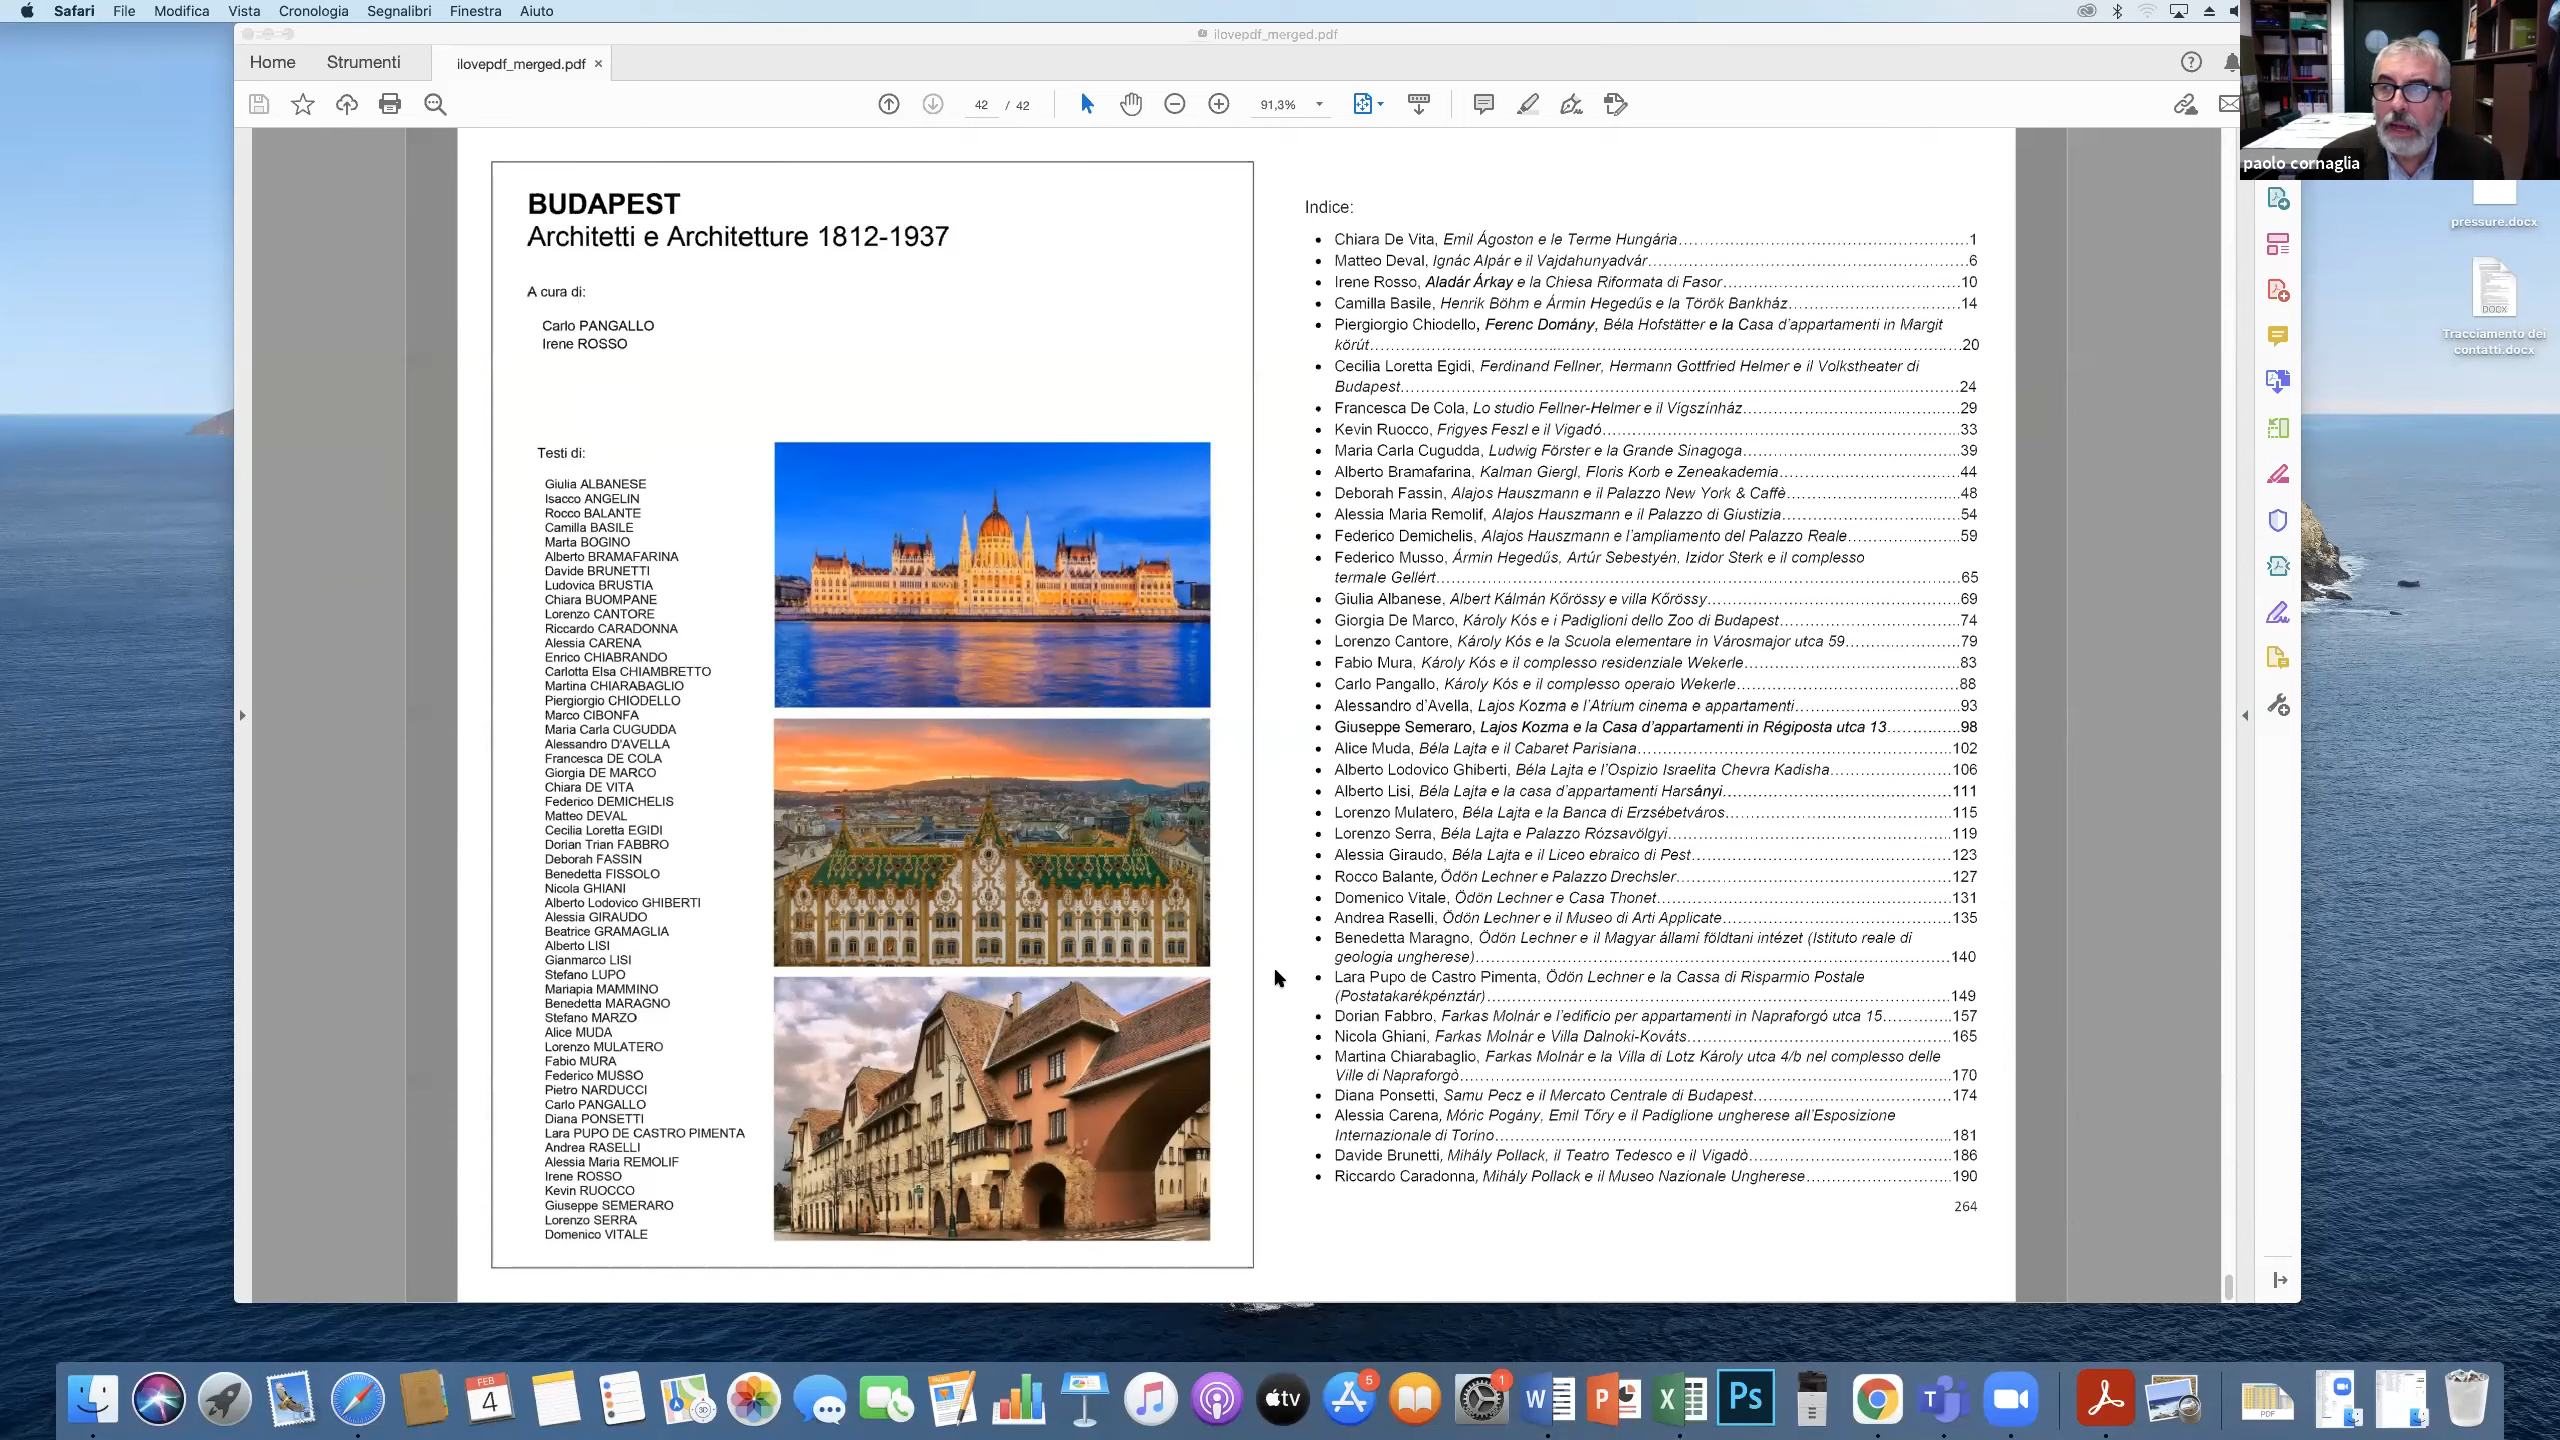 Safari File Modifica Vista Cronologia Segnalibri Finestra Aiuto
ilovepdf_merged.pdf
Home Strumenti ilovepdf_merged.pdf ×
42 / 42 91,3%
paolo cornaglia
pressure.docx
DOCX
Tracciamento dei
contatti.docx
BUDAPEST
Architetti e Architetture 1812-1937
A cura di:
Carlo PANGALLO
Irene ROSSO
Testi di:
Giulia ALBANESE
Isacco ANGELIN
Rocco BALANTE
Camilla BASILE
Marta BOGINO
Alberto BRAMAFARINA
Davide BRUNETTI
Ludovica BRUSTIA
Chiara BUOMPANE
Lorenzo CANTORE
Riccardo CARADONNA
Alessia CARENA
Enrico CHIABRANDO
Carlotta Elsa CHIAMBRETTO
Martina CHIARABAGLIO
Piergiorgio CHIODELLO
Marco CIBONFA
Maria Carla CUGUDDA
Alessandro D'AVELLA
Francesca DE COLA
Giorgia DE MARCO
Chiara DE VITA
Federico DEMICHELIS
Matteo DEVAL
Cecilia Loretta EGIDI
Dorian Trian FABBRO
Deborah FASSIN
Benedetta FISSOLO
Nicola GHIANI
Alberto Lodovico GHIBERTI
Alessia GIRAUDO
Beatrice GRAMAGLIA
Alberto LISI
Gianmarco LISI
Stefano LUPO
Mariapia MAMMINO
Benedetta MARAGNO
Stefano MARZO
Alice MUDA
Lorenzo MULATERO
Fabio MURA
Federico MUSSO
Pietro NARDUCCI
Carlo PANGALLO
Diana PONSETTI
Lara PUPO DE CASTRO PIMENTA
Andrea RASELLI
Alessia Maria REMOLIF
Irene ROSSO
Kevin RUOCCO
Giuseppe SEMERARO
Lorenzo SERRA
Domenico VITALE
Indice:
• Chiara De Vita, Emil Ágoston e le Terme Hungária...1
• Matteo Deval, Ignác Alpár e il Vajdahunyadvár...6
• Irene Rosso, Aladár Árkay e la Chiesa Riformata di Fasor...10
• Camilla Basile, Henrik Böhm e Ármin Hegedűs e la Török Bankház...14
• Piergiorgio Chiodello, Ferenc Domány, Béla Hofstätter e la Casa d'appartamenti in Margit
körút...20
• Cecilia Loretta Egidi, Ferdinand Fellner, Hermann Gottfried Helmer e il Volkstheater di
Budapest...24
• Francesca De Cola, Lo studio Fellner-Helmer e il Vígszínház...29
• Kevin Ruocco, Frigyes Feszl e il Vigadó...33
• Maria Carla Cugudda, Ludwig Förster e la Grande Sinagoga...39
• Alberto Bramafarina, Kalman Giergl, Floris Korb e Zeneakademia...44
• Deborah Fassin, Alajos Hauszmann e il Palazzo New York & Caffè...48
• Alessia Maria Remolif, Alajos Hauszmann e il Palazzo di Giustizia...54
• Federico Demichelis, Alajos Hauszmann e l'ampliamento del Palazzo Reale...59
• Federico Musso, Ármin Hegedűs, Artúr Sebestyén, Izidor Sterk e il complesso
termale Gellért...65
• Giulia Albanese, Albert Kálmán Kőrössy e villa Kőrössy...69
• Giorgia De Marco, Károly Kós e i Padiglioni dello Zoo di Budapest...74
• Lorenzo Cantore, Károly Kós e la Scuola elementare in Városmajor utca 59...79
• Fabio Mura, Károly Kós e il complesso residenziale Wekerle...83
• Carlo Pangallo, Károly Kós e il complesso operaio Wekerle...88
• Alessandro d'Avella, Lajos Kozma e l'Atrium cinema e appartamenti...93
• Giuseppe Semeraro, Lajos Kozma e la Casa d'appartamenti in Régiposta utca 13...98
• Alice Muda, Béla Lajta e il Cabaret Parisiana...102
• Alberto Lodovico Ghiberti, Béla Lajta e l'Ospizio Israelita Chevra Kadisha...106
• Alberto Lisi, Béla Lajta e la casa d'appartamenti Harsányi...111
• Lorenzo Mulatero, Béla Lajta e la Banca di Erzsébetváros...115
• Lorenzo Serra, Béla Lajta e Palazzo Rózsavölgyi...119
• Alessia Giraudo, Béla Lajta e il Liceo ebraico di Pest...123
• Rocco Balante, Ödön Lechner e Palazzo Drechsler...127
• Domenico Vitale, Ödön Lechner e Casa Thonet...131
• Andrea Raselli, Ödön Lechner e il Museo di Arti Applicate...135
• Benedetta Maragno, Ödön Lechner e il Magyar állami földtani intézet (Istituto reale di
geologia ungherese)...140
• Lara Pupo de Castro Pimenta, Ödön Lechner e la Cassa di Risparmio Postale
(Postatakarékpénztár)...149
• Dorian Fabbro, Farkas Molnár e l'edificio per appartamenti in Napraforgó utca 15...157
• Nicola Ghiani, Farkas Molnár e Villa Dalnoki-Kováts...165
• Martina Chiarabaglio, Farkas Molnár e la Villa di Lotz Károly utca 4/b nel complesso delle
Ville di Napraforgò...170
• Diana Ponsetti, Samu Pecz e il Mercato Centrale di Budapest...174
• Alessia Carena, Móric Pogány, Emil Tőry e il Padiglione ungherese all'Esposizione
Internazionale di Torino...181
• Davide Brunetti, Mihály Pollack, il Teatro Tedesco e il Vigadò...186
• Riccardo Caradonna, Mihály Pollack e il Museo Nazionale Ungherese...190
264
FEB
4
PAGES
3D
tv
5
1
W
P
X
Ps
T
PDF